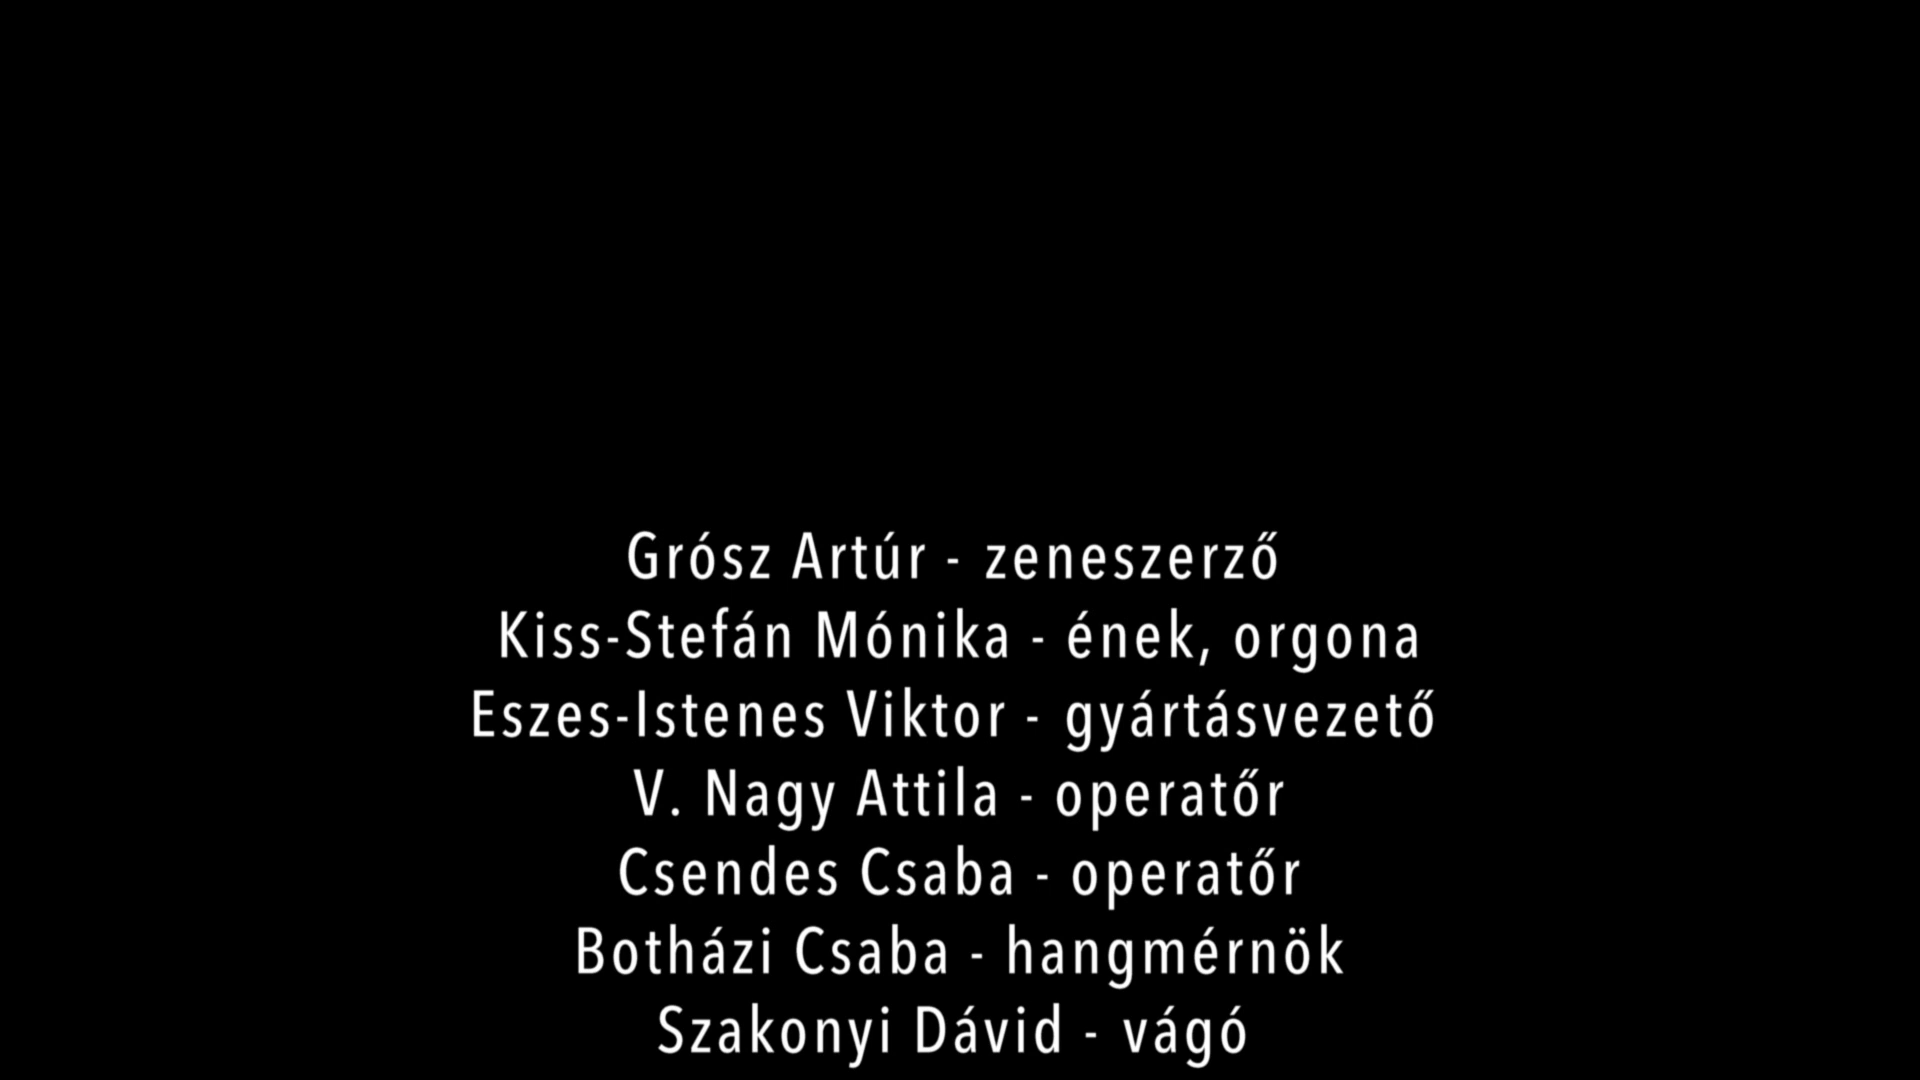 Grósz Artúr - zeneszerző
Kiss-Stefán Mónika - ének, orgona
Eszes-Istenes Viktor - gyártásvezető
V. Nagy Attila - operatőr
Csendes Csaba - operatőr
Botházi Csaba - hangmérnök
Szakonyi Dávid - vágó